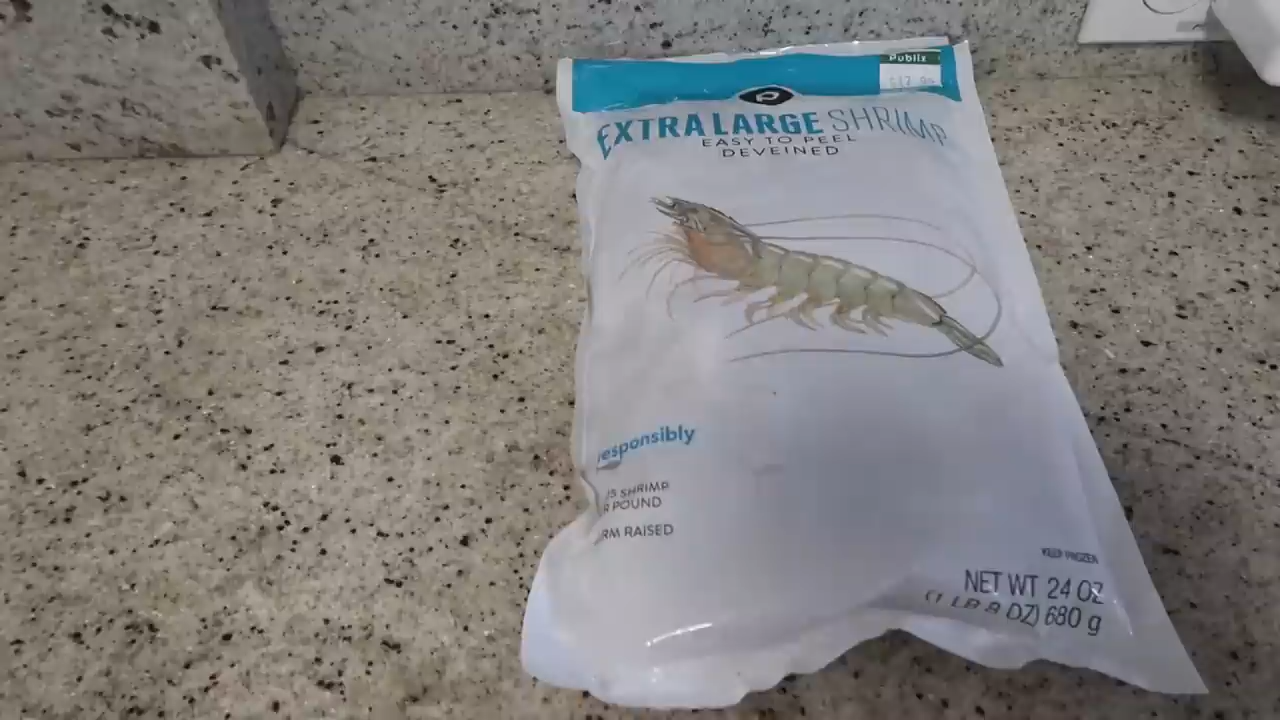 Publix
P
EXTRA LARGE SHRIMP
EASY TO PEEL
DEVEINED
responsibly
SHRIMP
POUND
RM RAISED
KEEP FROZEN
NET WT 24 OZ
(1 LB 8 OZ) 680 g